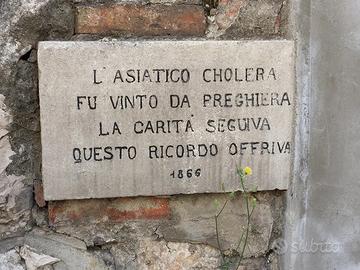 L' ASIATICO CHOLERA
FU VINTO DA PREGHIERA
LA CARITÀ SEGUIVA
QUESTO RICORDO OFFRIVA
1866
subito